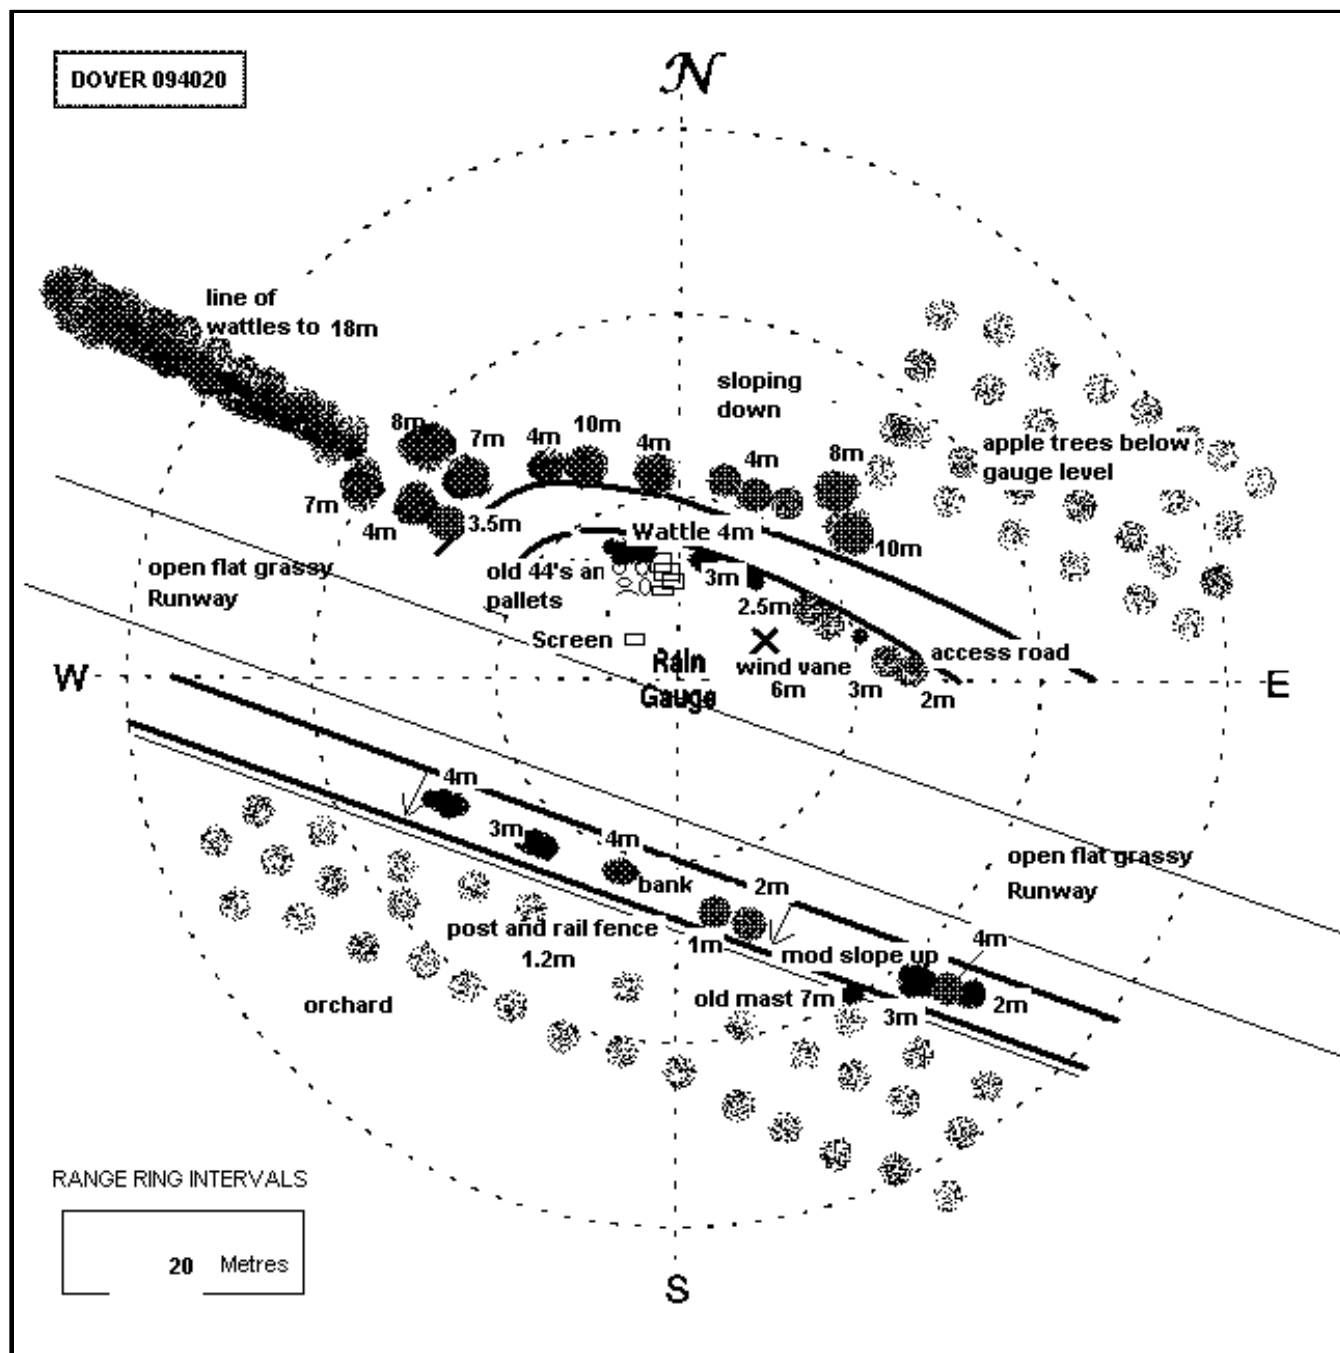 N
DOVER 094020
line of
wattles to 18m
sloping
down
8m
7m
4m
10m
4m
4m
8m
apple trees below
gauge level
7m
4m
3.5m
Wattle 4m
10m
open flat grassy
Runway
old 44's an
pallets
3m
2.5m
Screen
Rain
Gauge
wind vane
6m
3m
2m
access road
W
E
4m
3m
4m
bank
2m
open flat grassy
Runway
post and rail fence
1.2m
1m
mod slope up
4m
orchard
old mast 7m
3m
2m
RANGE RING INTERVALS
20 Metres
S